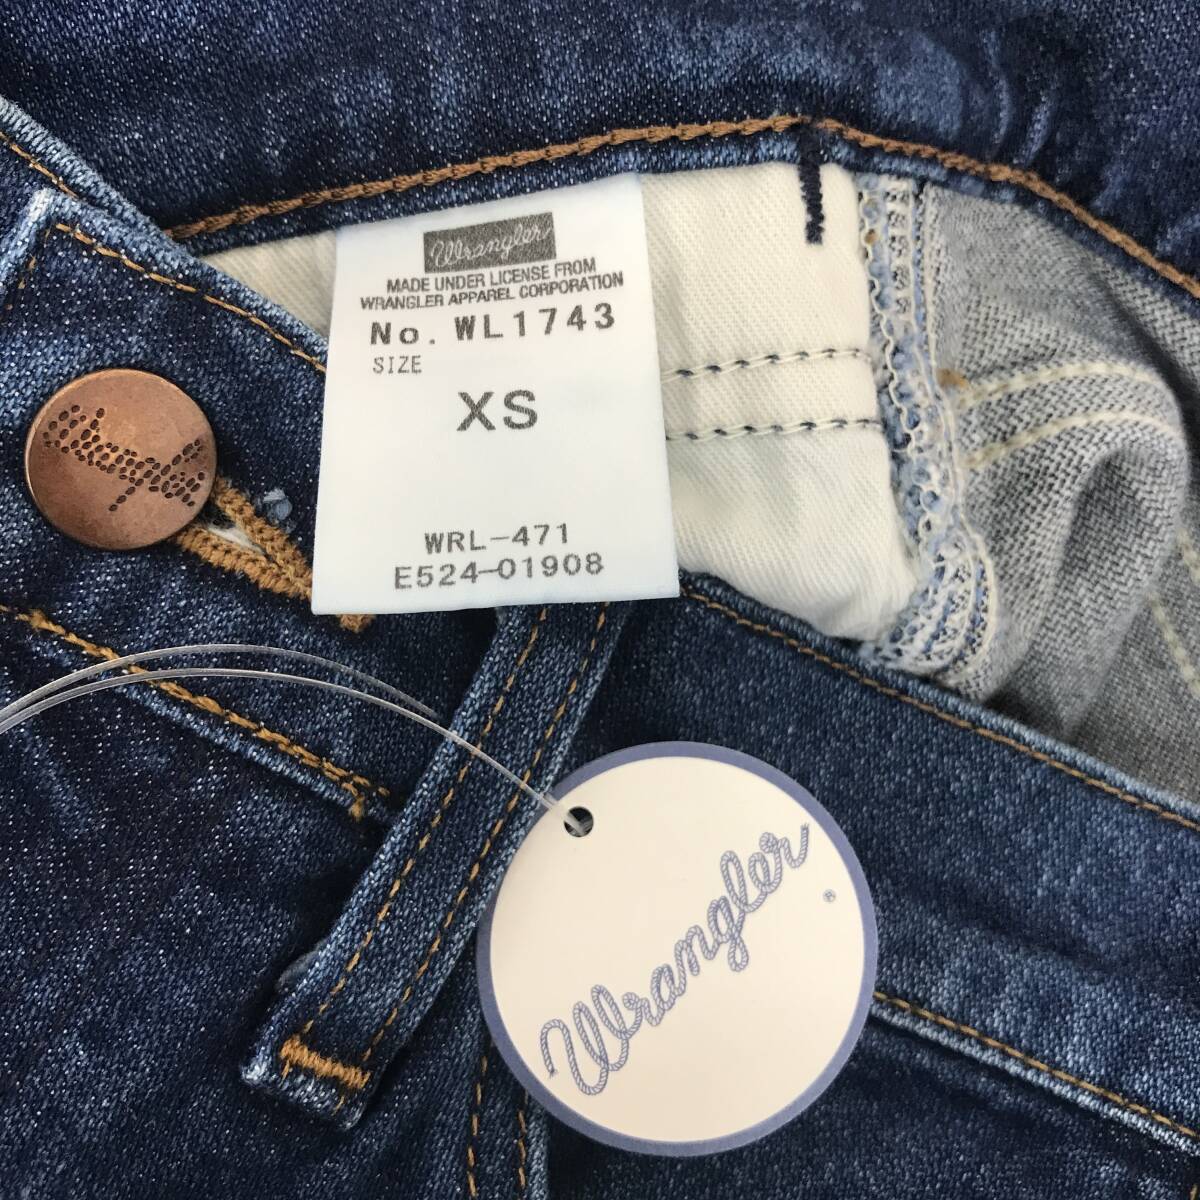 Wrangler
MADE UNDER LICENSE FROM
WRANGLER APPAREL CORPORATION
No. WL1743
SIZE
XS
WRL-471
E524-01908
Wrangler
Wrangler
®